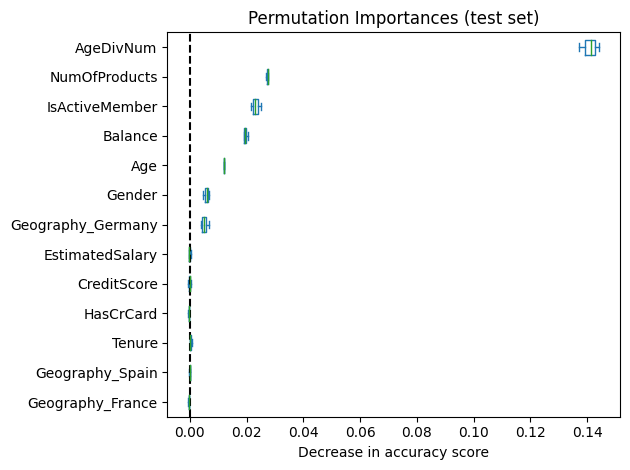 Permutation Importances (test set)
AgeDivNum
NumOfProducts
IsActiveMember
Balance
Age
Gender
Geography_Germany
EstimatedSalary
CreditScore
HasCrCard
Tenure
Geography_Spain
Geography_France
0.00 0.02 0.04 0.06 0.08 0.10 0.12 0.14
Decrease in accuracy score